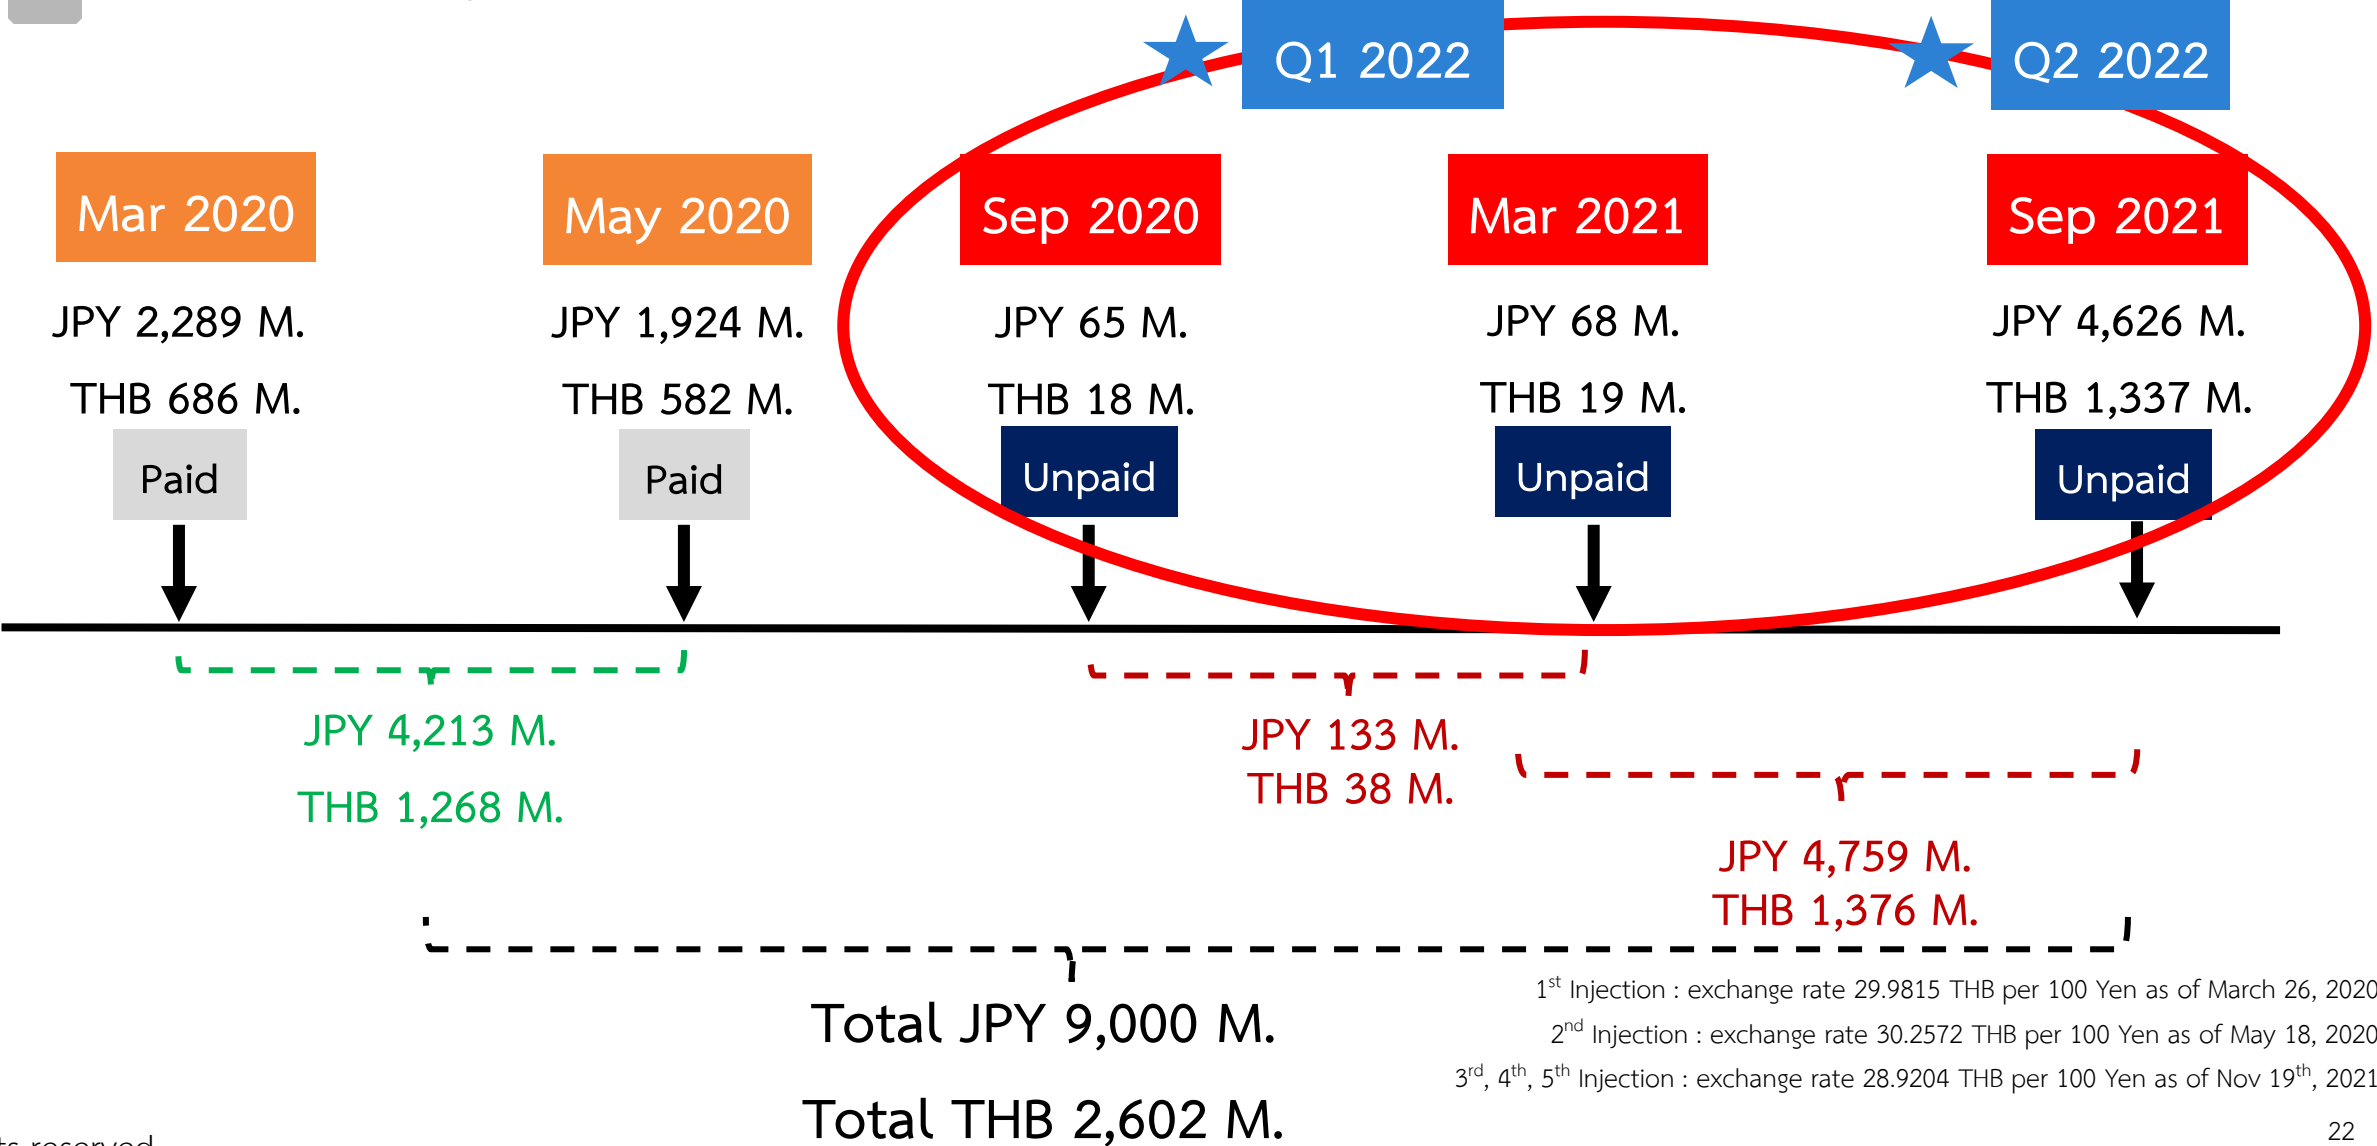 Q1 2022
Q2 2022
Mar 2020
May 2020
Sep 2020
Mar 2021
Sep 2021
JPY 2,289 M.
JPY 1,924 M.
JPY 65 M.
JPY 68 M.
JPY 4,626 M.
THB 686 M.
THB 582 M.
THB 18 M.
THB 19 M.
THB 1,337 M.
Paid
Paid
Unpaid
Unpaid
Unpaid
JPY 4,213 M.
THB 1,268 M.
JPY 133 M.
THB 38 M.
JPY 4,759 M.
THB 1,376 M.
Total JPY 9,000 M.
Total THB 2,602 M.
1st Injection : exchange rate 29.9815 THB per 100 Yen as of March 26, 2020
2nd Injection : exchange rate 30.2572 THB per 100 Yen as of May 18, 2020
3rd, 4th, 5th Injection : exchange rate 28.9204 THB per 100 Yen as of Nov 19th, 2021
reserved
22